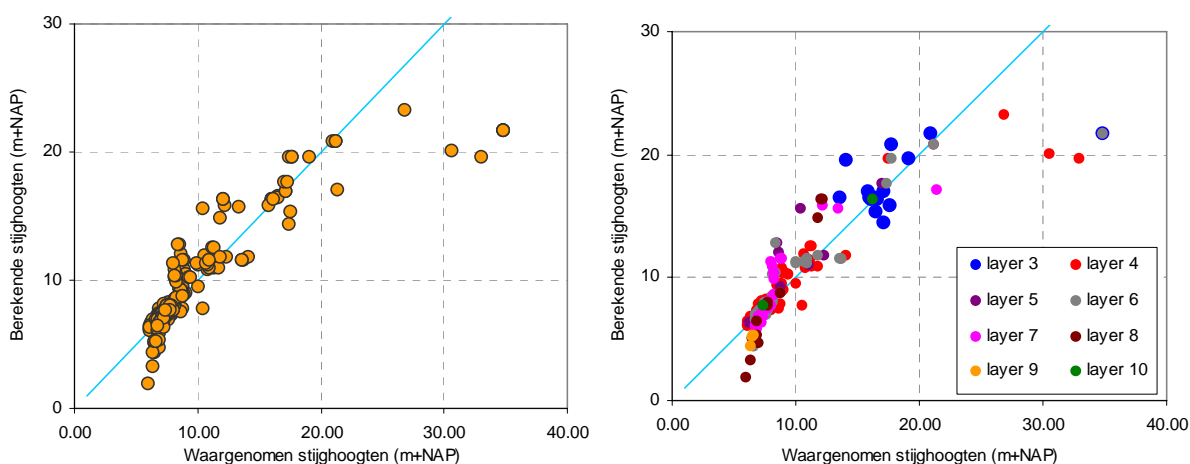 30
20
10
0
0.00 10.00 20.00 30.00 40.00
Berekende stijghoogten (m+NAP)
Waargenomen stijghoogten (m+NAP)
30
20
10
0
0.00 10.00 20.00 30.00 40.00
Berekende stijghoogten (m+NAP)
Waargenomen stijghoogten (m+NAP)
layer 3 layer 4
layer 5 layer 6
layer 7 layer 8
layer 9 layer 10